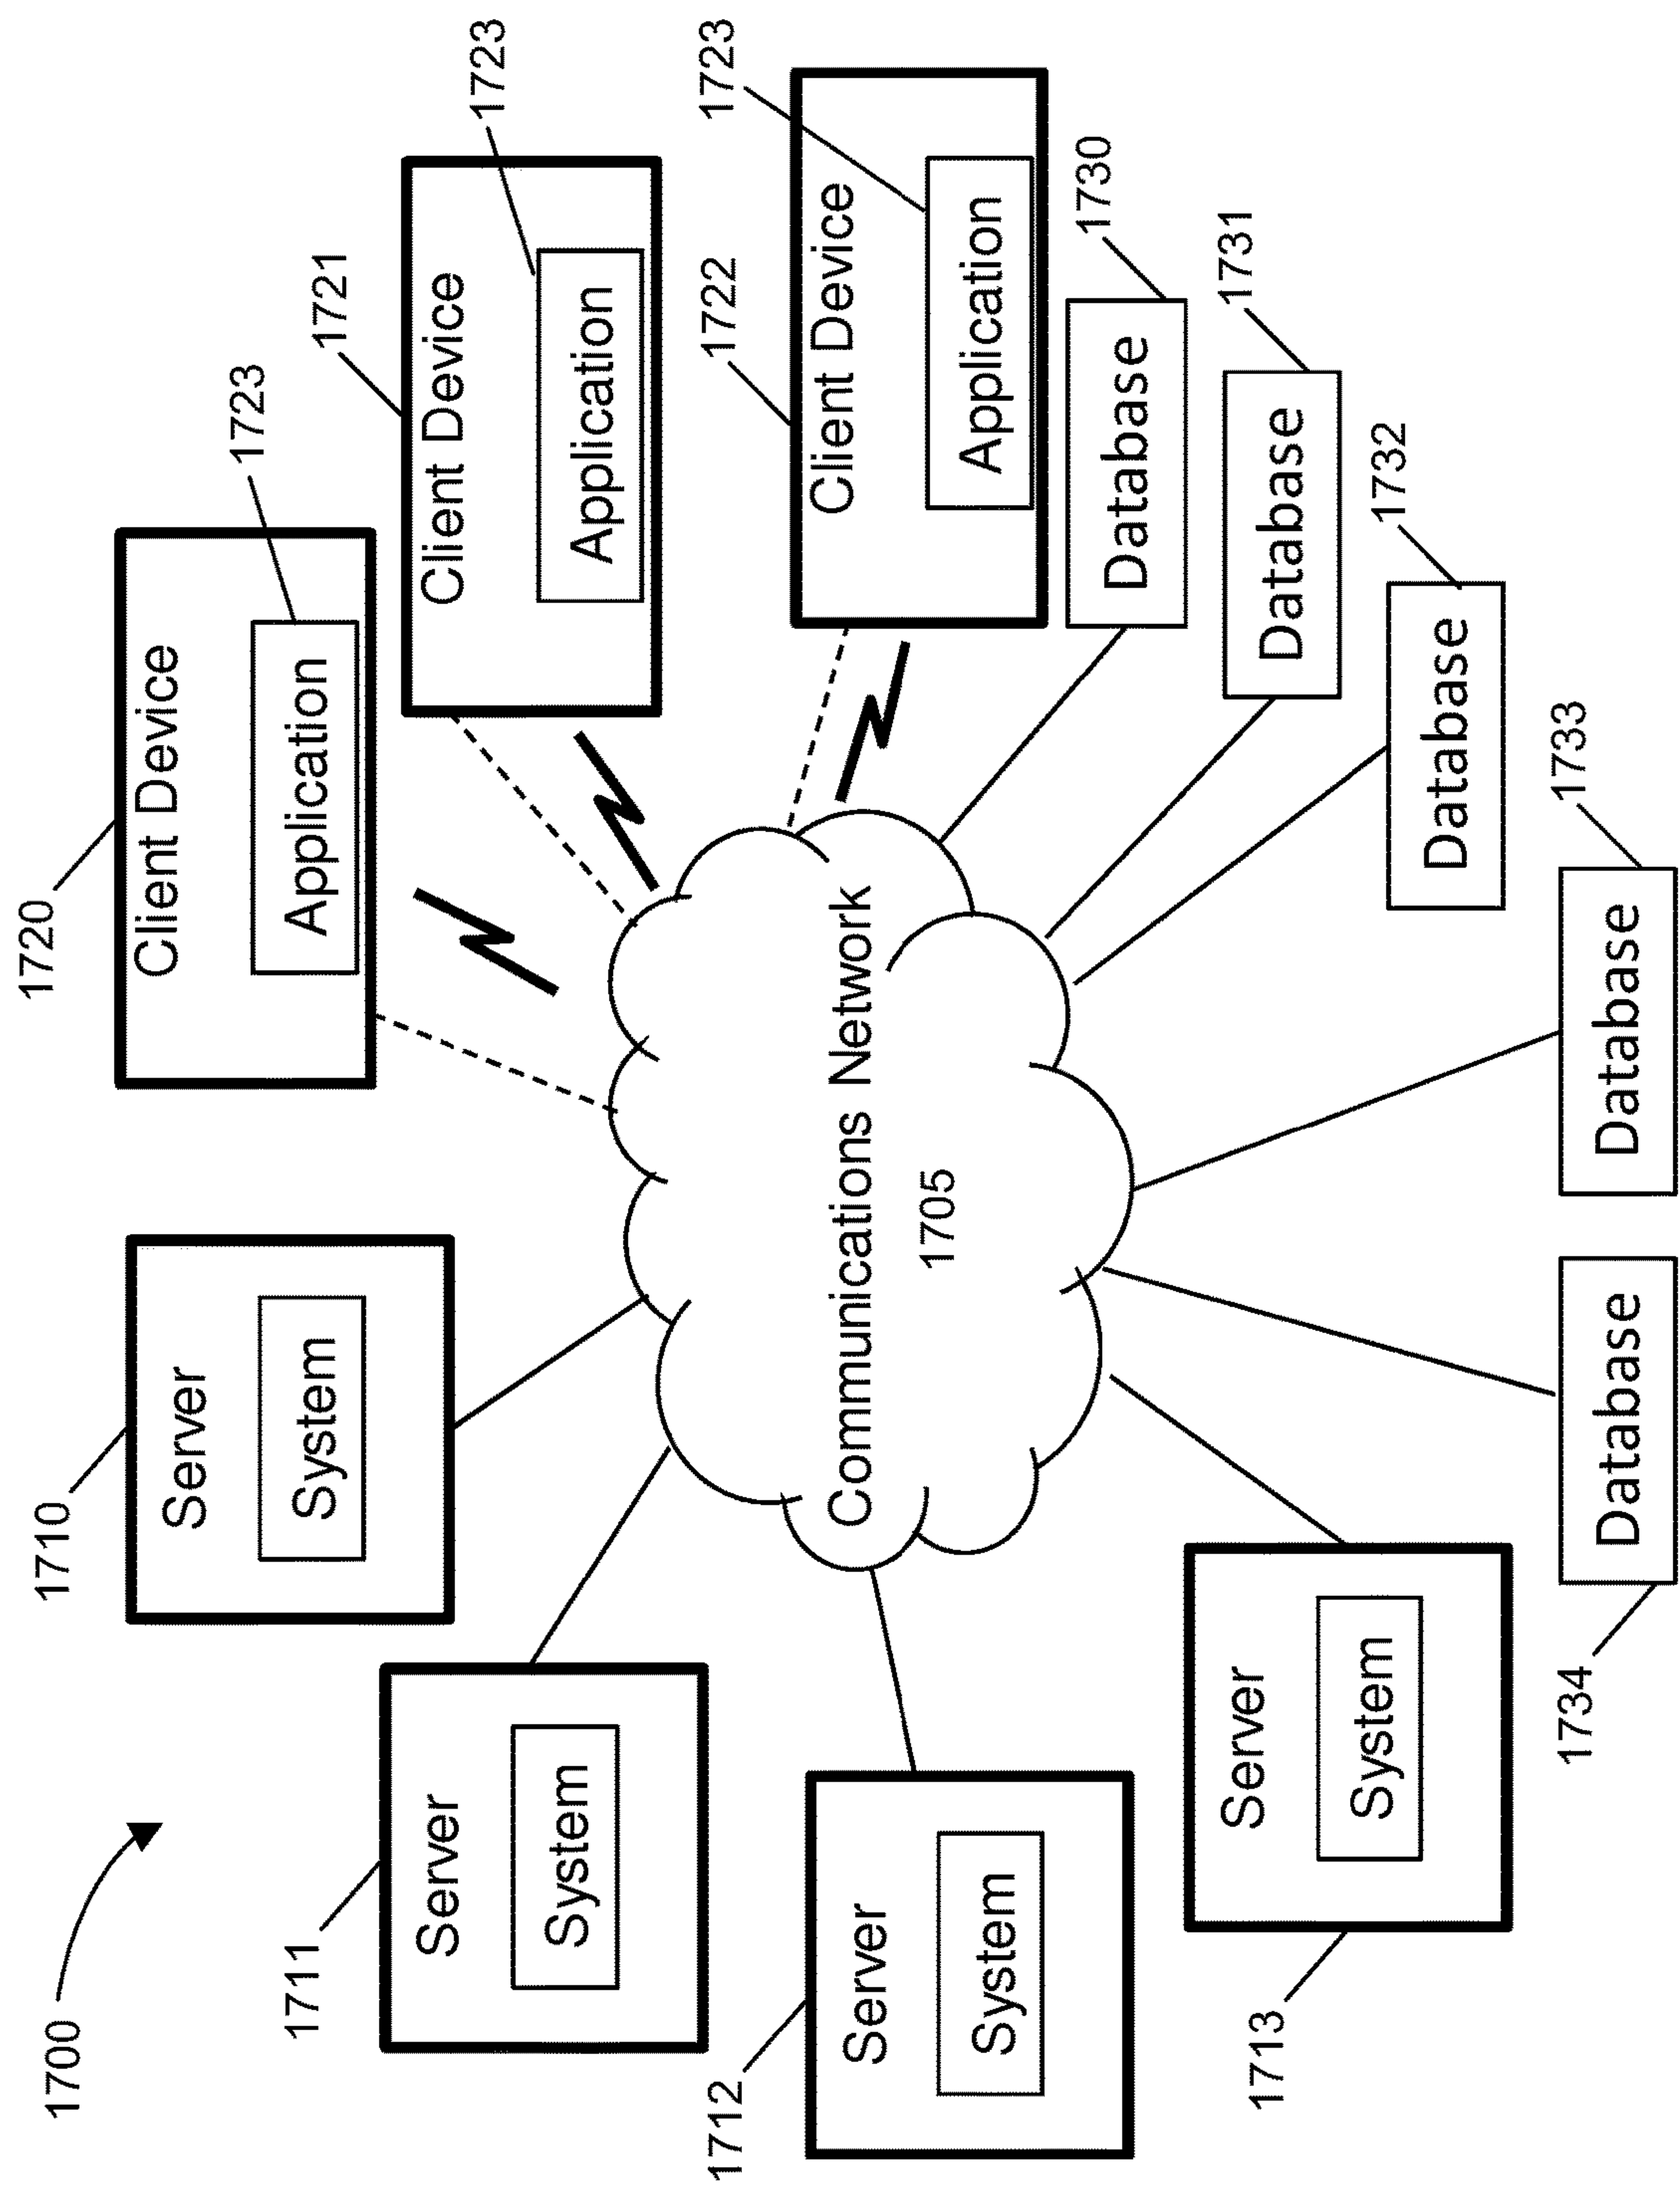 1700
1710
Server
System
1711
Server
System
1712
Server
System
1713
Server
System
1720
Client Device
Application
1723
1721
Client Device
Application
1723
1722
Client Device
Application
1723
Communications Network
1705
Database
1730
Database
1731
Database
1732
Database
1733
Database
1734